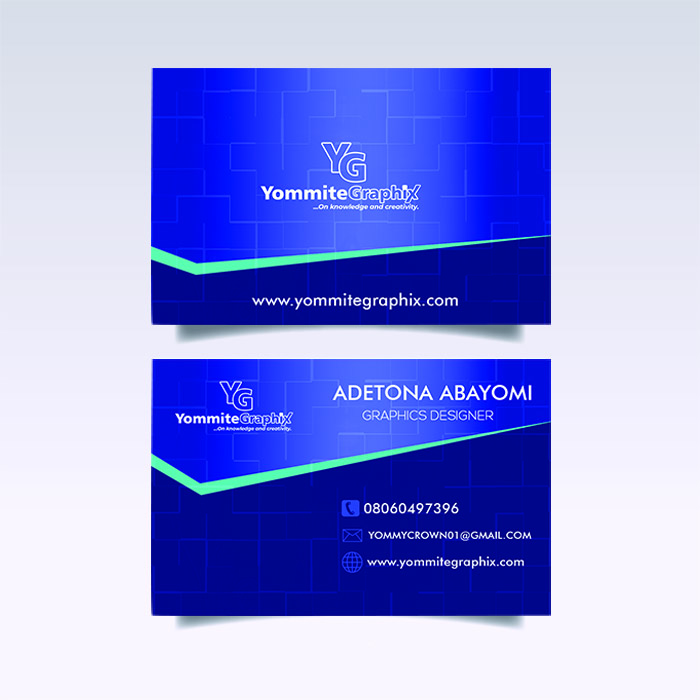 YG
YommiteGraphiX
...On knowledge and creativity.
www.yommitegraphix.com
YG
YommiteGraphiX
...On knowledge and creativity.
ADETONA ABAYOMI
GRAPHICS DESIGNER
08060497396
YOMMYCROWN01@GMAIL.COM
www.yommitegraphix.com